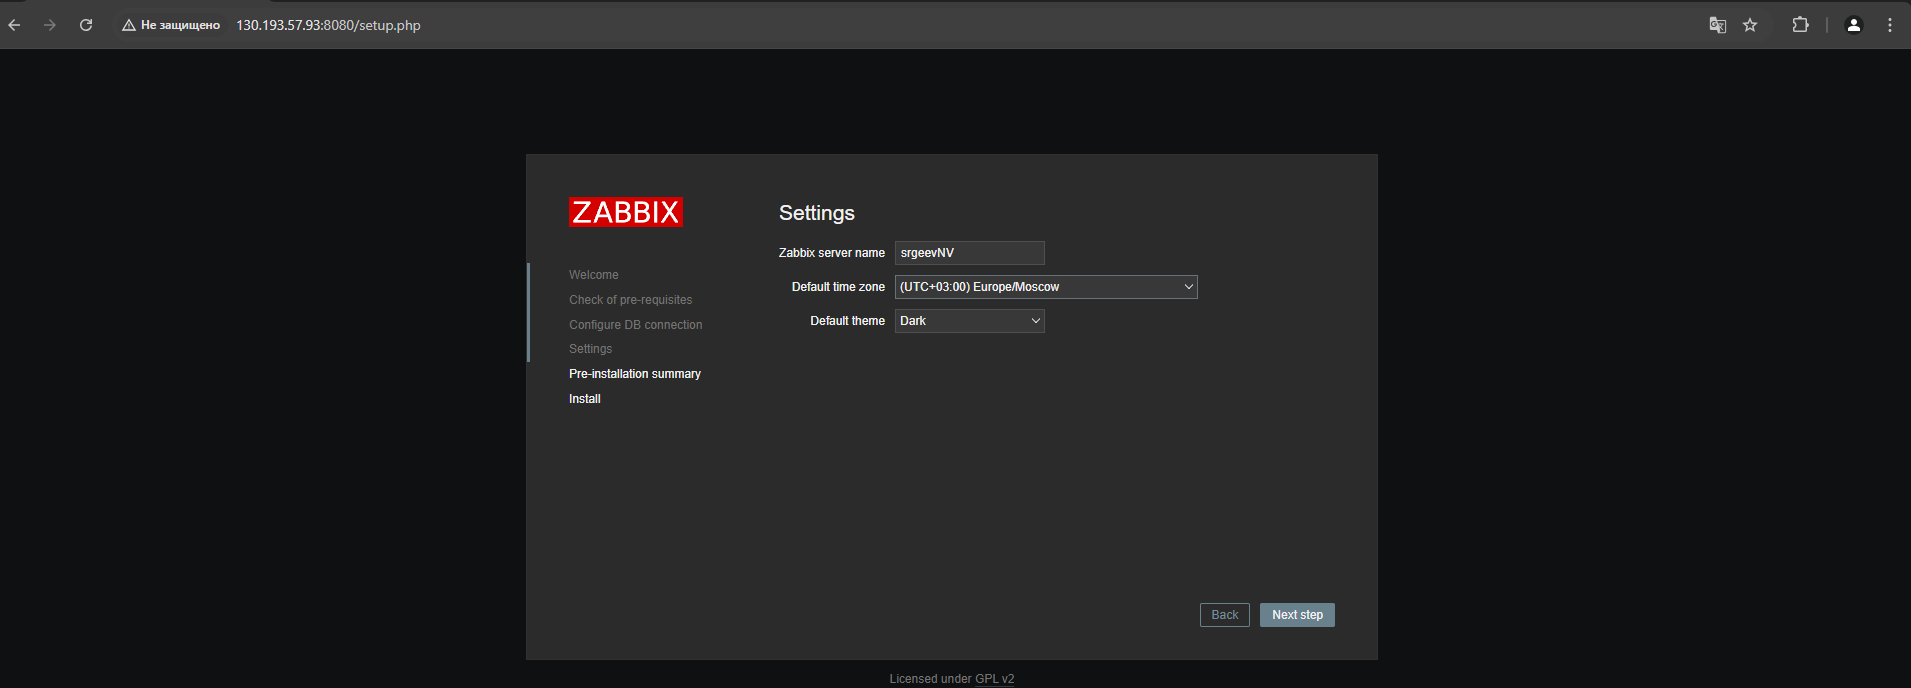 Не защищено 130.193.57.93:8080/setup.php
ZABBIX
Welcome
Check of pre-requisites
Configure DB connection
Settings
Pre-installation summary
Install
Settings
Zabbix server name srgeevNV
Default time zone (UTC+03:00) Europe/Moscow
Default theme Dark
Back Next step
Licensed under GPL v2